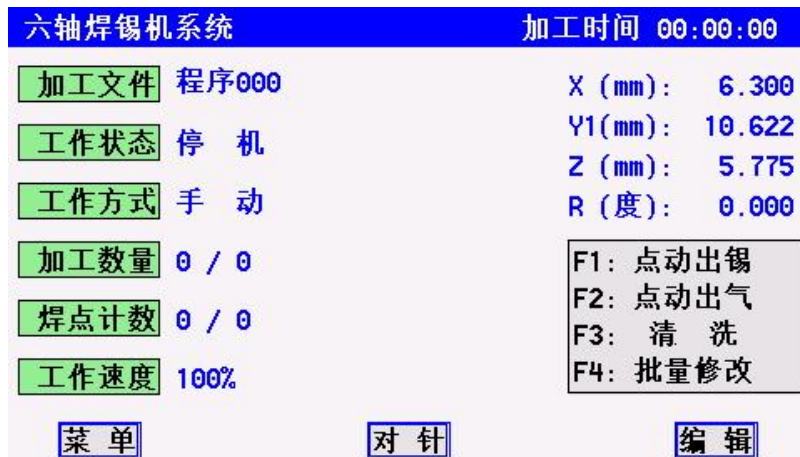 六轴焊锡机系统 加工时间 00:00:00
加工文件 程序000
工作状态 停 机
工作方式 手 动
加工数量 0 / 0
焊点计数 0 / 0
工作速度 100%
X (mm): 6.300
Y1(mm): 10.622
Z (mm): 5.775
R (度): 0.000
F1: 点动出锡
F2: 点动出气
F3: 清 洗
F4: 批量修改
菜 单 对 针 编 辑